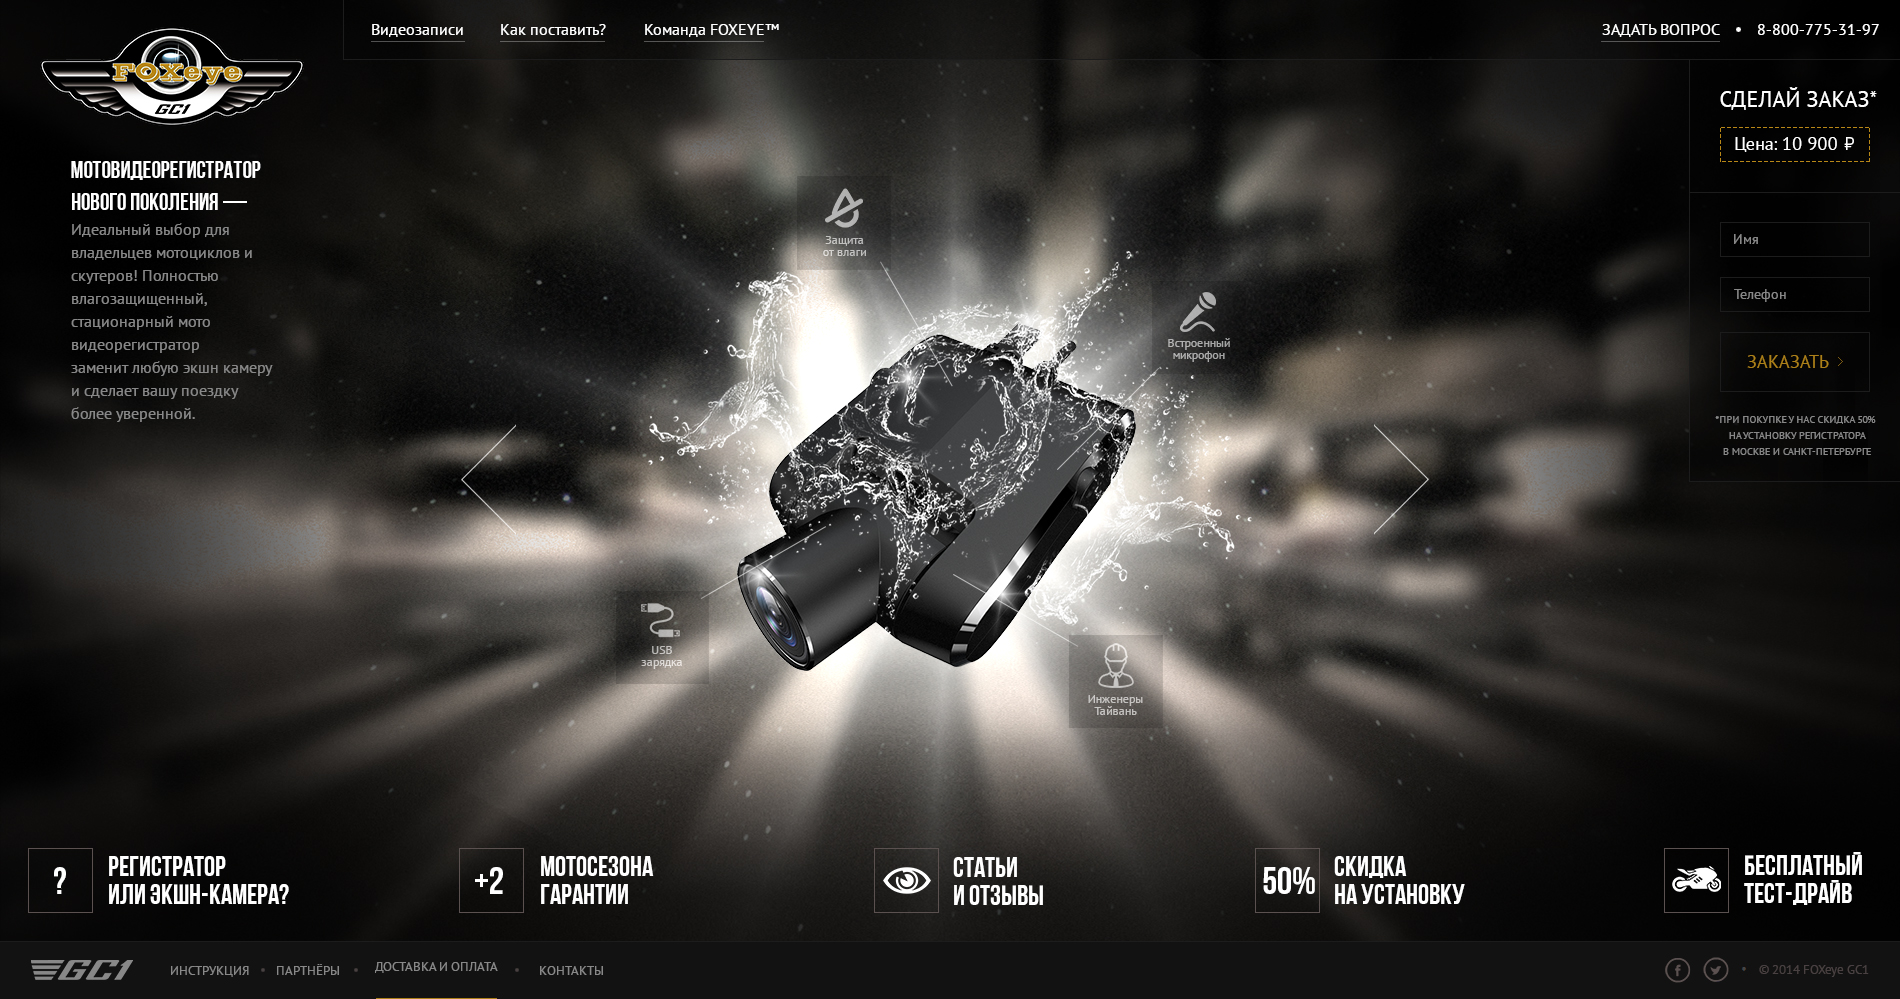 Видеозаписи
Как поставить?
Команда FOXEYE™
ЗАДАТЬ ВОПРОС • 8-800-775-31-97
FOXeye
GC1
МОТОВИДЕОРЕГИСТРАТОР
НОВОГО ПОКОЛЕНИЯ —
Идеальный выбор для
владельцев мотоциклов и
скутеров! Полностью
влагозащищенный,
стационарный мото
видеорегистратор
заменит любую экшн камеру
и сделает вашу поездку
более уверенной.
СДЕЛАЙ ЗАКАЗ*
Цена: 10 900 ₽
Имя
Телефон
ЗАКАЗАТЬ >
*ПРИ ПОКУПКЕ У НАС СКИДКА 50%
НА УСТАНОВКУ РЕГИСТРАТОРА
В МОСКВЕ И САНКТ-ПЕТЕРБУРГЕ
Защита
от влаги
Встроенный
микрофон
USB
зарядка
Инженеры
Тайвань
?
РЕГИСТРАТОР
ИЛИ ЭКШН-КАМЕРА?
+2
МОТОСЕЗОНА
ГАРАНТИИ
СТАТЬИ
И ОТЗЫВЫ
50%
СКИДКА
НА УСТАНОВКУ
БЕСПЛАТНЫЙ
ТЕСТ-ДРАЙВ
GC1
ИНСТРУКЦИЯ • ПАРТНЁРЫ • ДОСТАВКА И ОПЛАТА • КОНТАКТЫ
• © 2014 FOXeye GC1